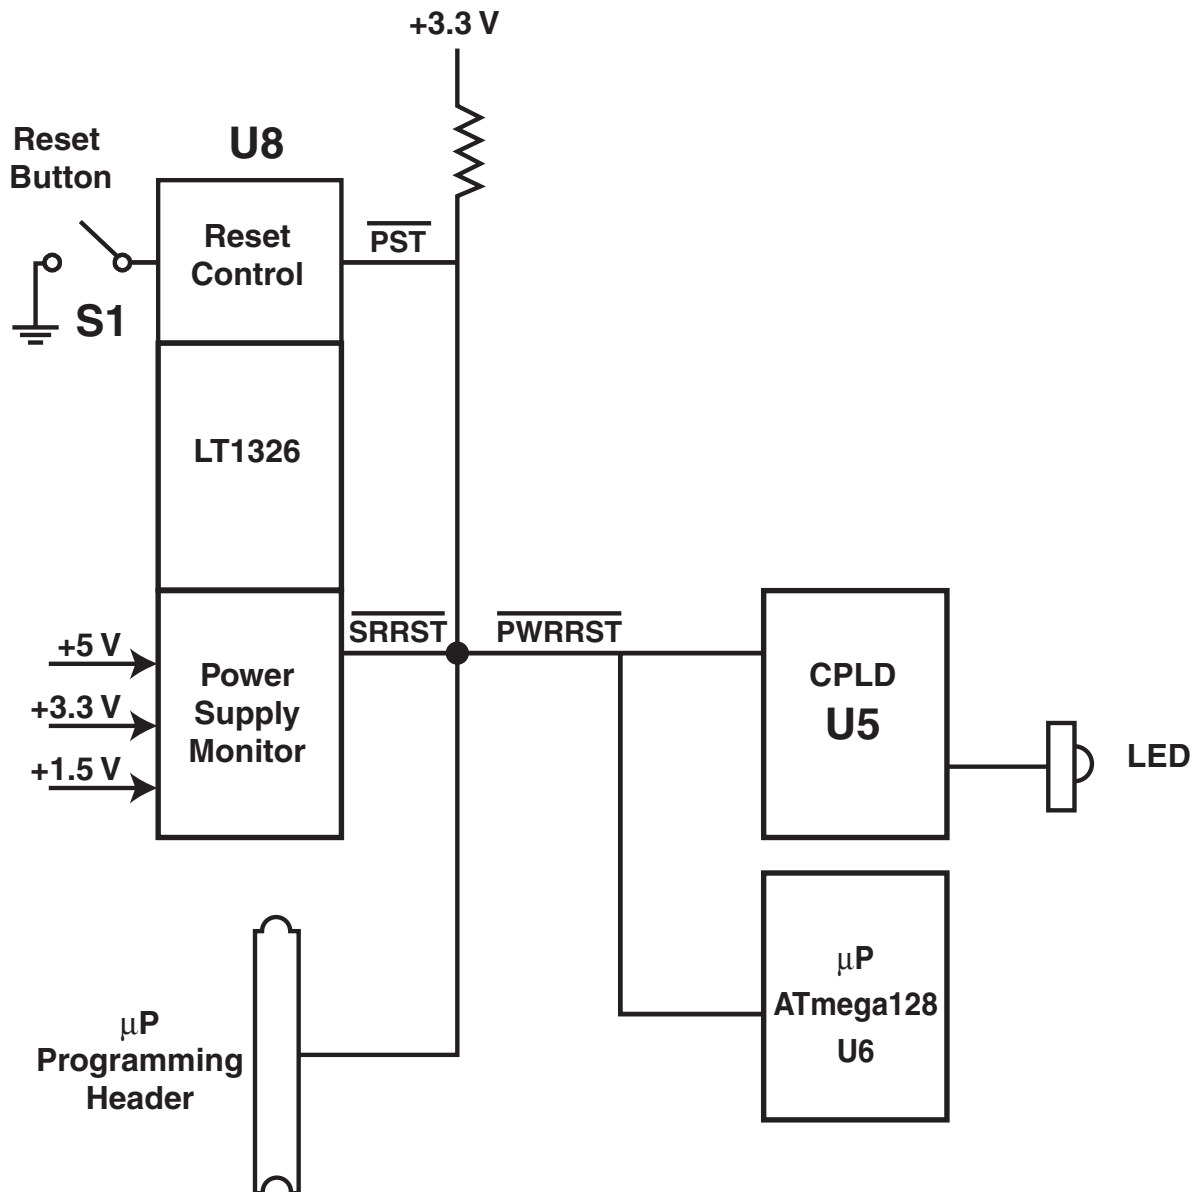 +3.3 V
Reset
Button
U8
Reset
Control
PST
S1
LT1326
SRRST
PWRRST
+5 V
+3.3 V
+1.5 V
Power
Supply
Monitor
CPLD
U5
LED
µP
ATmega128
U6
µP
Programming
Header